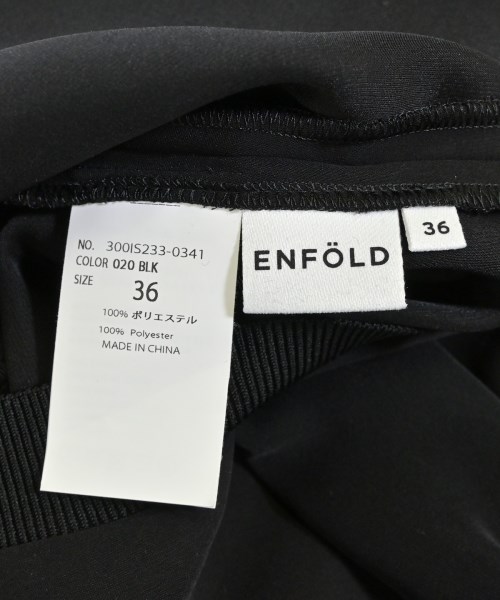 NO. 300IS233-0341
COLOR 020 BLK
SIZE 36
100% ポリエステル
100% Polyester
MADE IN CHINA
ENFÖLD
36